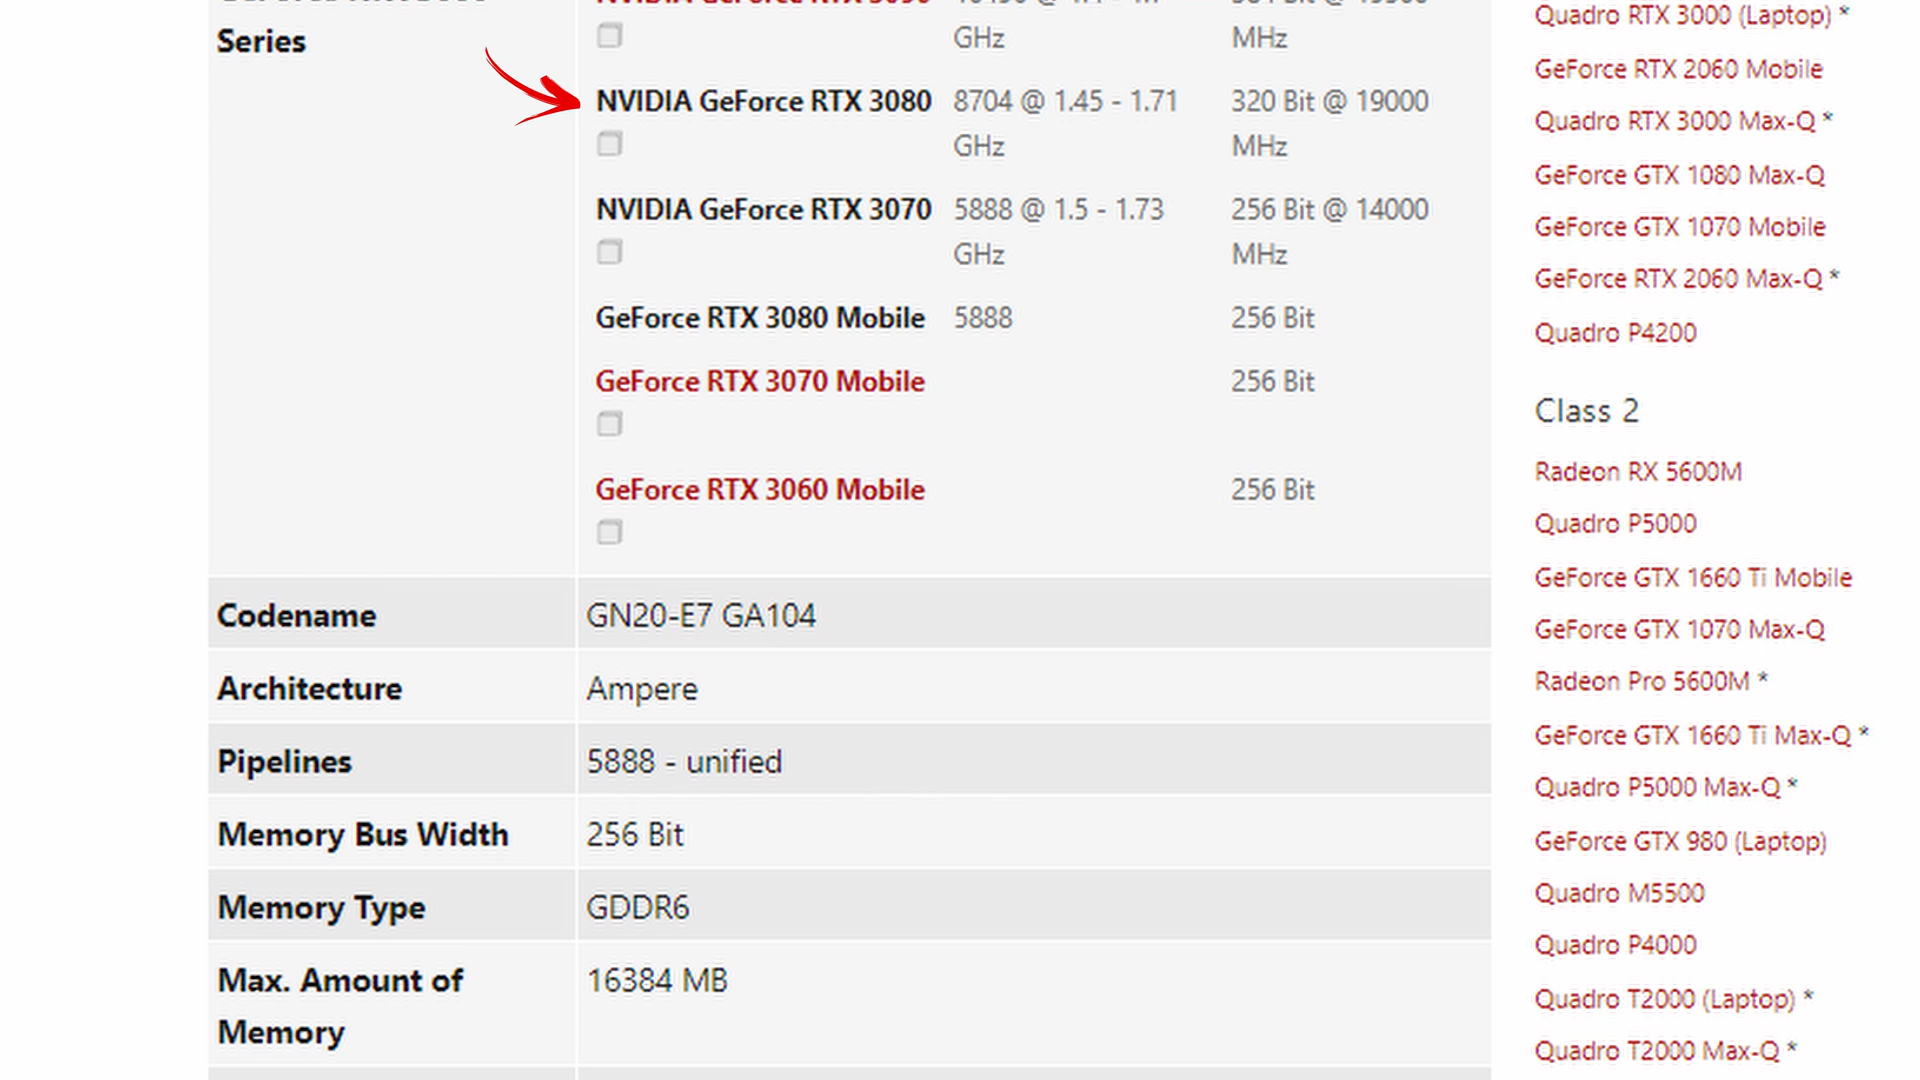 Series
GHz
MHz
NVIDIA GeForce RTX 3080 8704 @ 1.45 - 1.71 320 Bit @ 19000
GHz
MHz
NVIDIA GeForce RTX 3070 5888 @ 1.5 - 1.73 256 Bit @ 14000
GHz
MHz
GeForce RTX 3080 Mobile 5888 256 Bit
GeForce RTX 3070 Mobile 256 Bit
GeForce RTX 3060 Mobile 256 Bit
Codename GN20-E7 GA104
Architecture Ampere
Pipelines 5888 - unified
Memory Bus Width 256 Bit
Memory Type GDDR6
Max. Amount of 16384 MB
Memory
Quadro RTX 3000 (Laptop) *
GeForce RTX 2060 Mobile
Quadro RTX 3000 Max-Q *
GeForce GTX 1080 Max-Q
GeForce GTX 1070 Mobile
GeForce RTX 2060 Max-Q *
Quadro P4200
Class 2
Radeon RX 5600M
Quadro P5000
GeForce GTX 1660 Ti Mobile
GeForce GTX 1070 Max-Q
Radeon Pro 5600M *
GeForce GTX 1660 Ti Max-Q *
Quadro P5000 Max-Q *
GeForce GTX 980 (Laptop)
Quadro M5500
Quadro P4000
Quadro T2000 (Laptop) *
Quadro T2000 Max-Q *